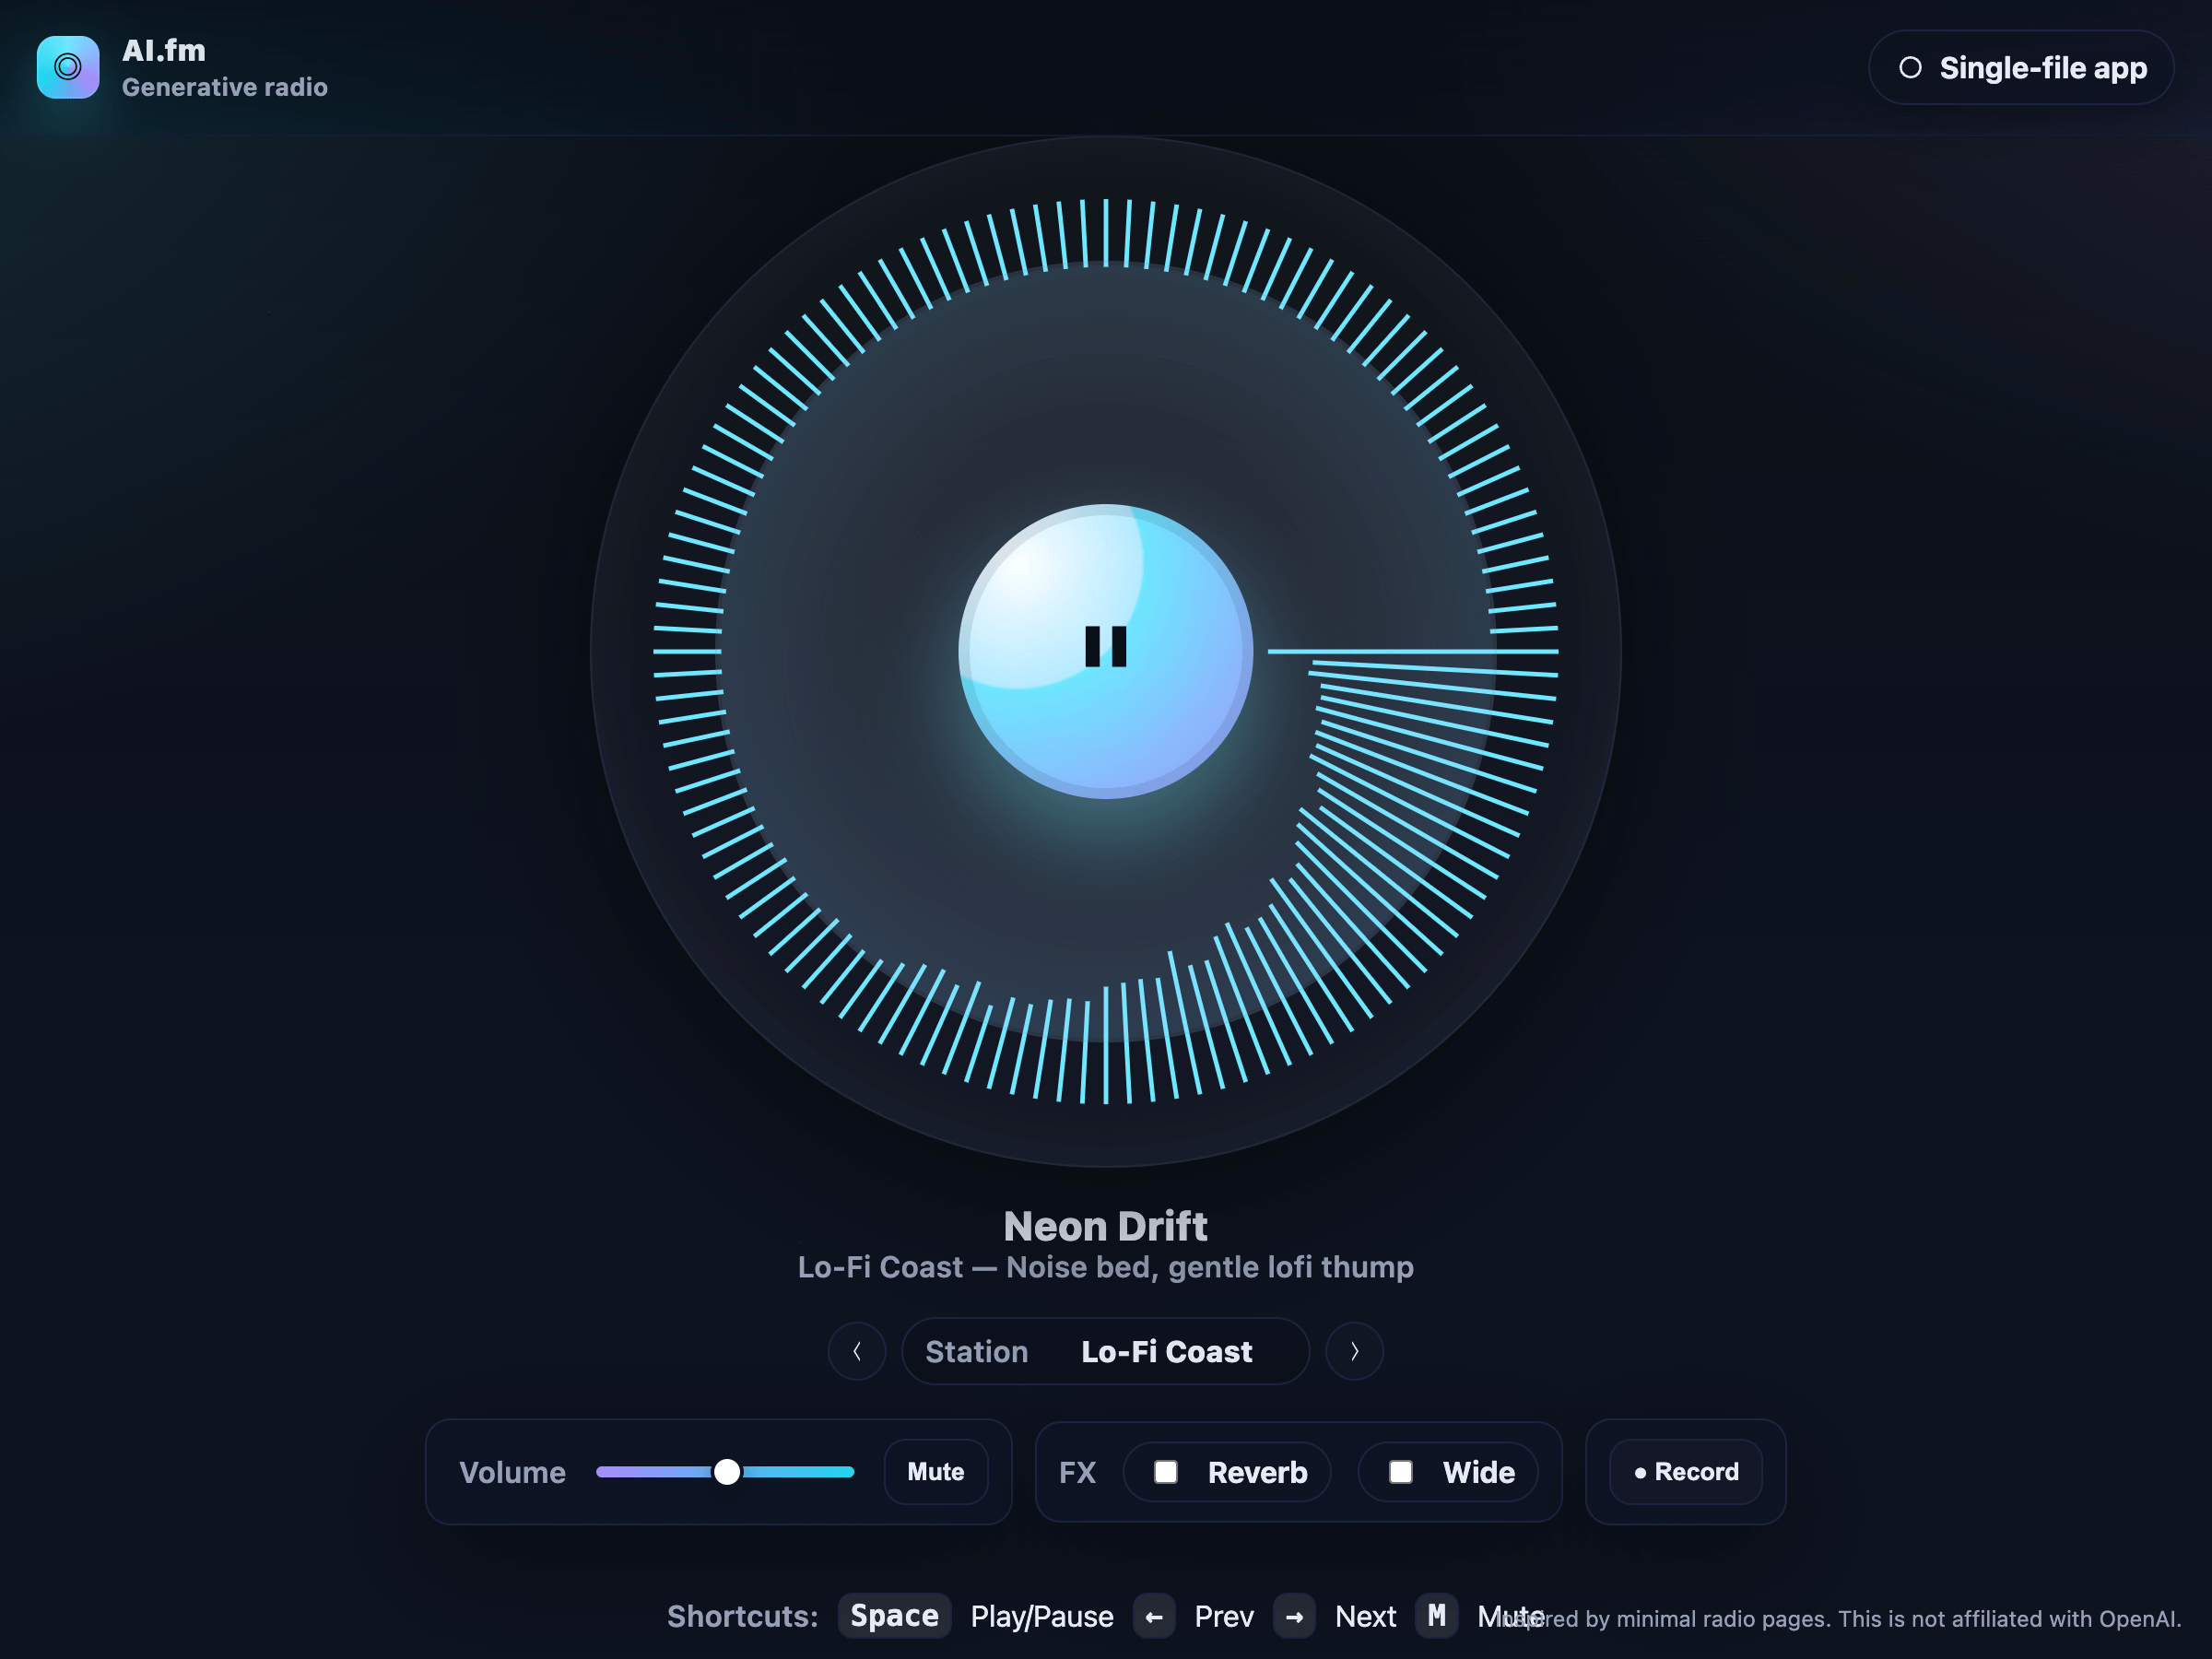 AI.fm
Generative radio
Single-file app
Neon Drift
Lo-Fi Coast — Noise bed, gentle lofi thump
Station Lo-Fi Coast
Volume Mute FX Reverb Wide ● Record
Shortcuts: Space Play/Pause ← Prev → Next M Mute
Inspired by minimal radio pages. This is not affiliated with OpenAI.